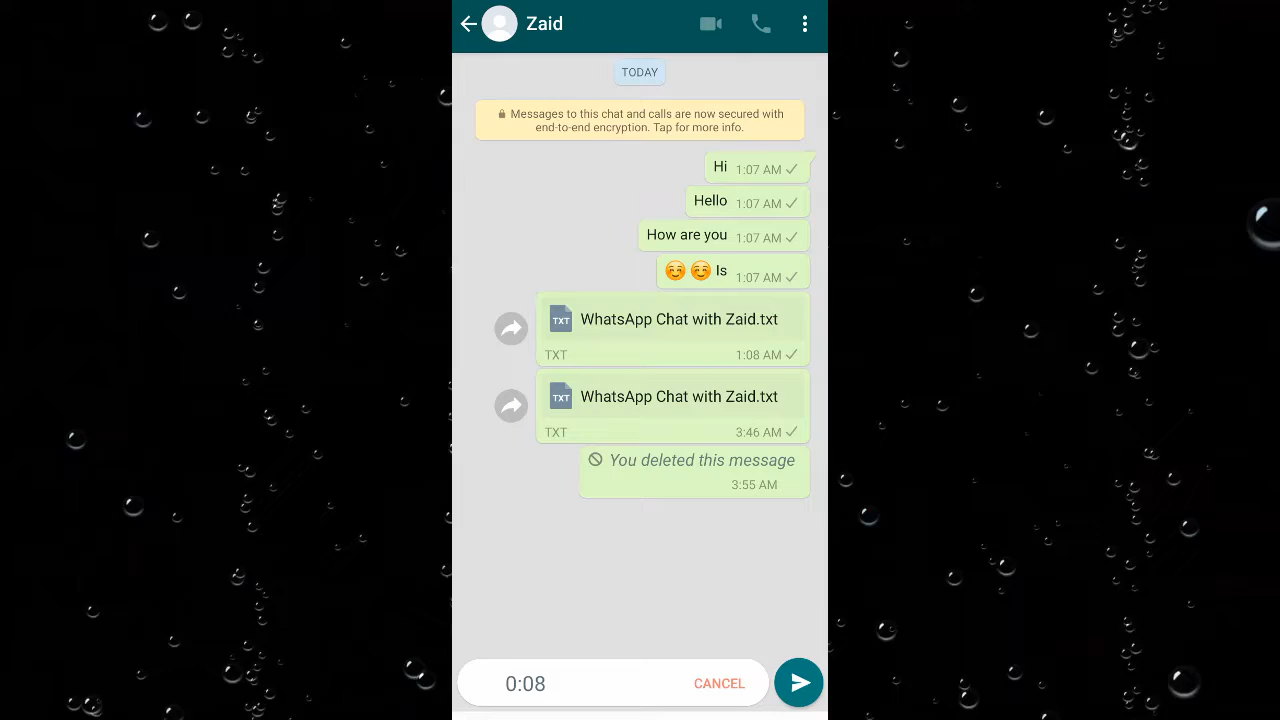 Zaid
TODAY
Messages to this chat and calls are now secured with
end-to-end encryption. Tap for more info.
Hi 1:07 AM
Hello 1:07 AM
How are you 1:07 AM
☺️ ☺️ Is 1:07 AM
TXT WhatsApp Chat with Zaid.txt
TXT 1:08 AM
TXT WhatsApp Chat with Zaid.txt
TXT 3:46 AM
You deleted this message
3:55 AM
0:08 CANCEL